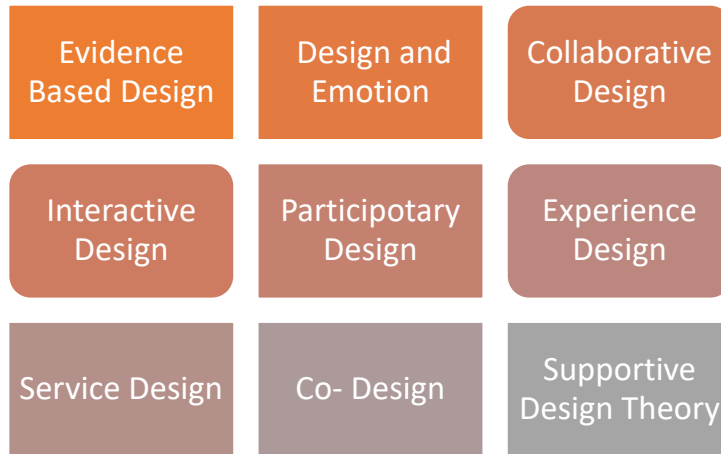 Evidence
Based Design
Design and
Emotion
Collaborative
Design
Interactive
Design
Participotary
Design
Experience
Design
Service Design
Co- Design
Supportive
Design Theory